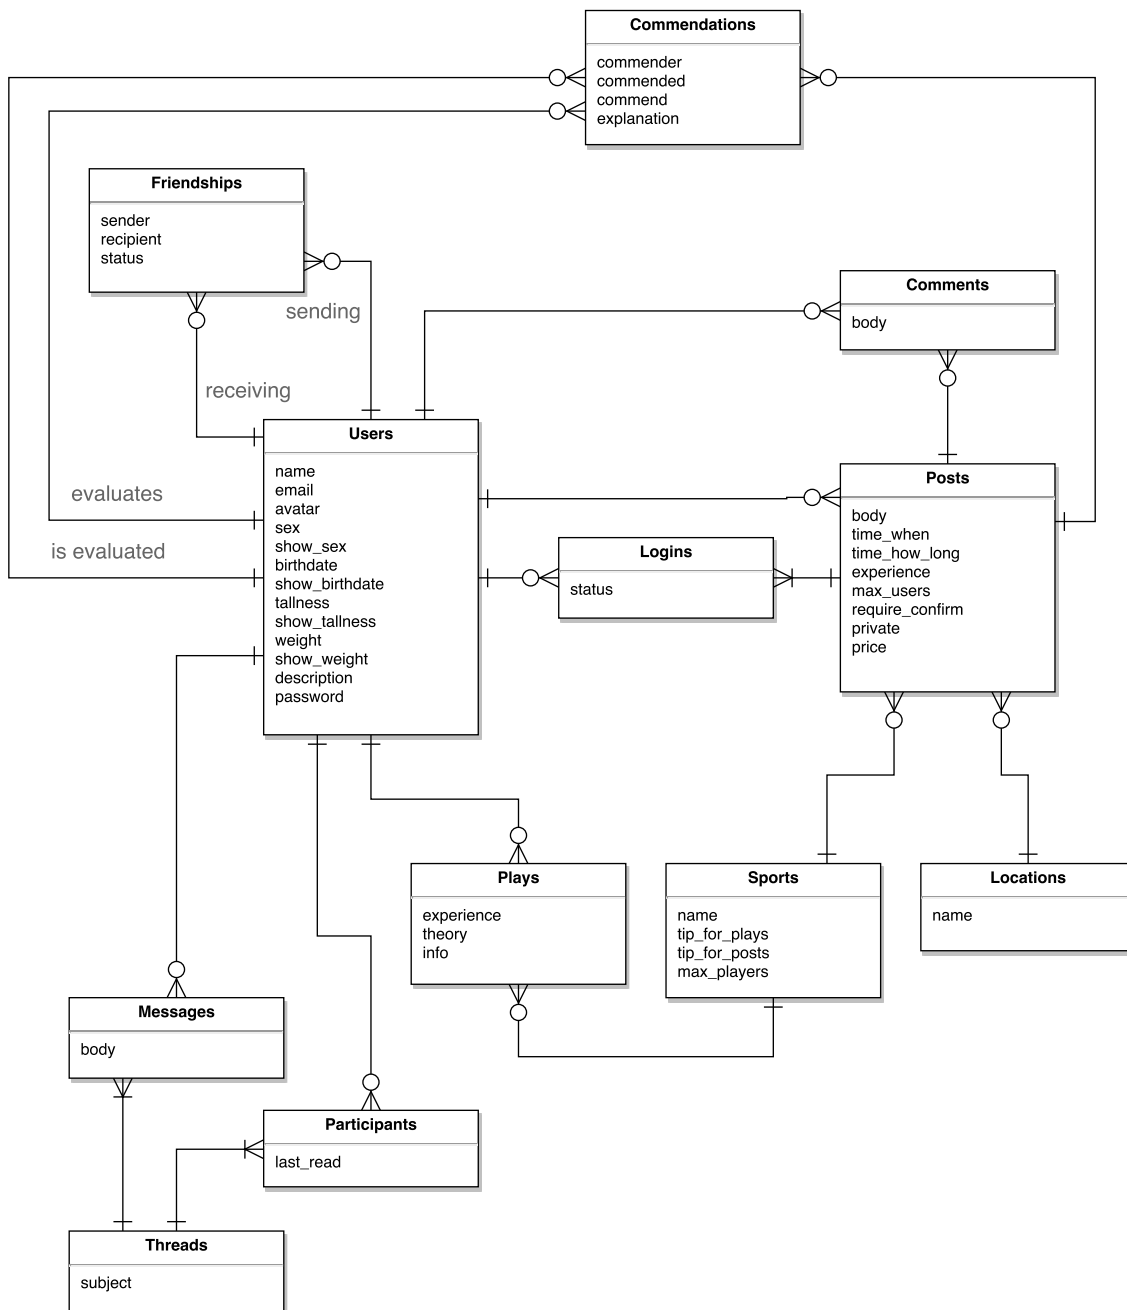 Commendations
commender
commended
commend
explanation
Friendships
sender
recipient
status
sending
receiving
Comments
body
Users
name
email
avatar
sex
show_sex
birthdate
show_birthdate
tallness
show_tallness
weight
show_weight
description
password
evaluates
is evaluated
Posts
body
time_when
time_how_long
experience
max_users
require_confirm
private
price
Logins
status
Plays
experience
theory
info
Sports
name
tip_for_plays
tip_for_posts
max_players
Locations
name
Messages
body
Participants
last_read
Threads
subject